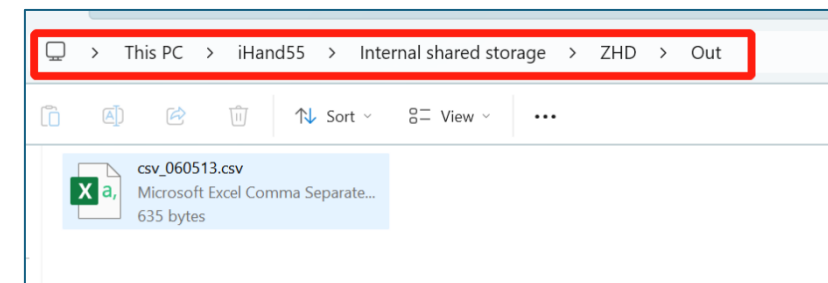 This PC > iHand55 > Internal shared storage > ZHD > Out
Sort View
csv_060513.csv
Microsoft Excel Comma Separate...
635 bytes